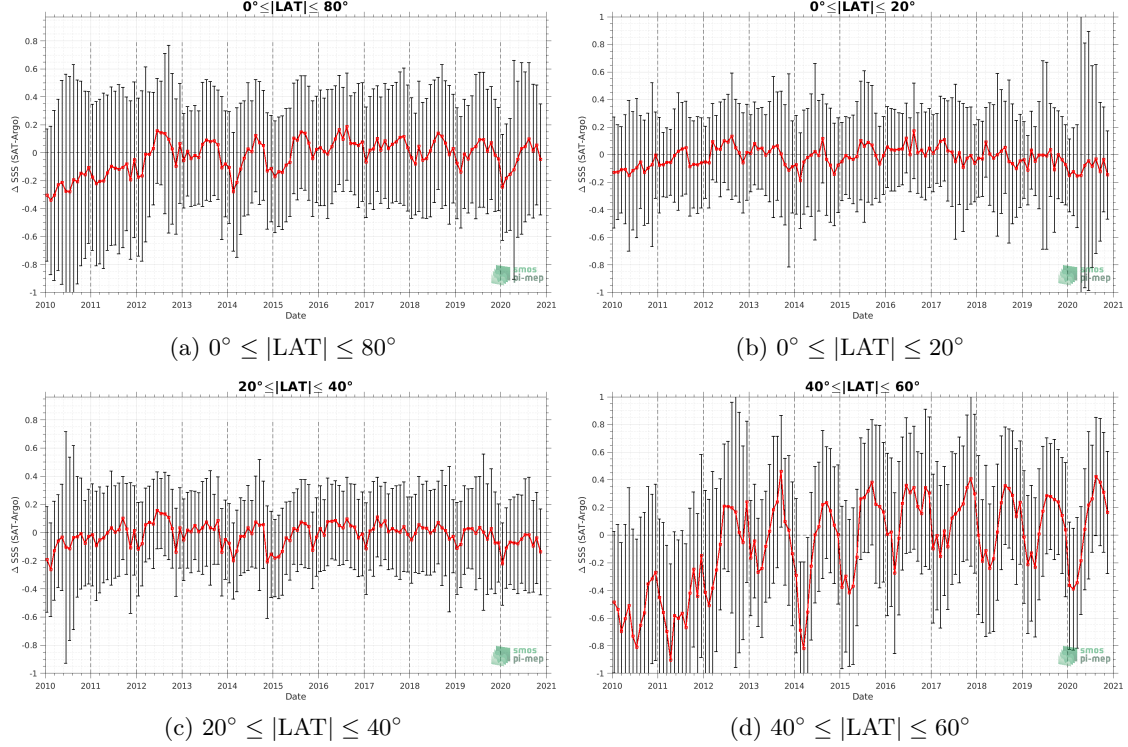 0°≤|LAT|≤ 80°
Δ SSS (SAT-Argo)
0.8
0.6
0.4
0.2
0
-0.2
-0.4
-0.6
-0.8
-1
smos
pi-mep
2010 2011 2012 2013 2014 2015 2016 2017 2018 2019 2020 2021
Date
(a) 0° ≤ |LAT| ≤ 80°
0°≤|LAT|≤ 20°
Δ SSS (SAT-Argo)
1
0.8
0.6
0.4
0.2
0
-0.2
-0.4
-0.6
-0.8
-1
smos
pi-mep
2010 2011 2012 2013 2014 2015 2016 2017 2018 2019 2020 2021
Date
(b) 0° ≤ |LAT| ≤ 20°
20°≤|LAT|≤ 40°
Δ SSS (SAT-Argo)
0.8
0.6
0.4
0.2
0
-0.2
-0.4
-0.6
-0.8
-1
smos
pi-mep
2010 2011 2012 2013 2014 2015 2016 2017 2018 2019 2020 2021
Date
(c) 20° ≤ |LAT| ≤ 40°
40°≤|LAT|≤ 60°
Δ SSS (SAT-Argo)
1
0.8
0.6
0.4
0.2
0
-0.2
-0.4
-0.6
-0.8
-1
smos
pi-mep
2010 2011 2012 2013 2014 2015 2016 2017 2018 2019 2020 2021
Date
(d) 40° ≤ |LAT| ≤ 60°